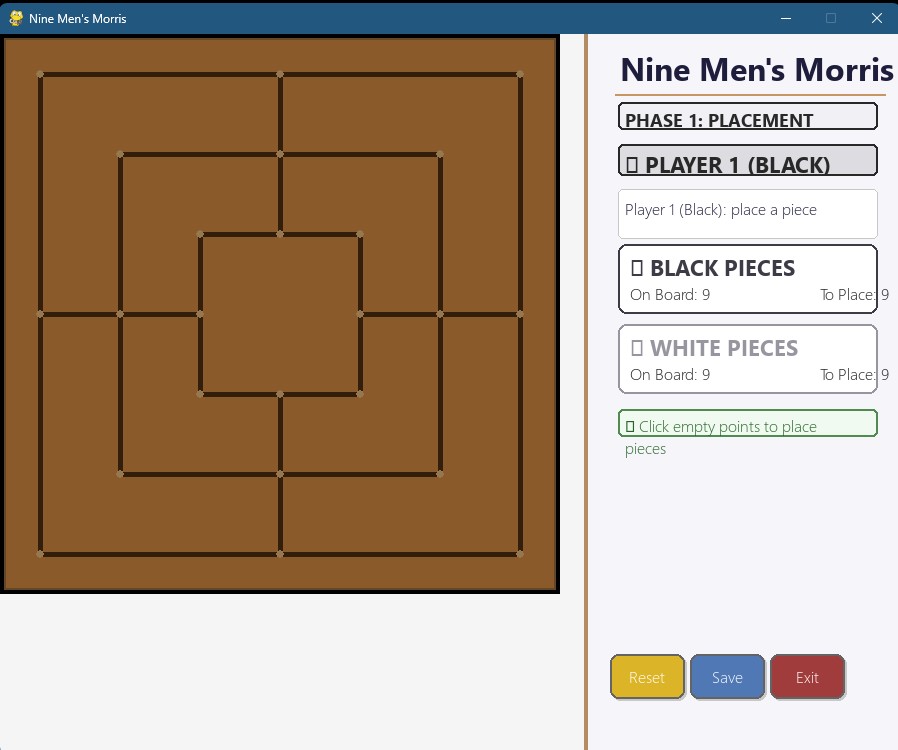 Nine Men's Morris
Nine Men's Morris
PHASE 1: PLACEMENT
PLAYER 1 (BLACK)
Player 1 (Black): place a piece
BLACK PIECES
On Board: 9 To Place: 9
WHITE PIECES
On Board: 9 To Place: 9
Click empty points to place
pieces
Reset Save Exit